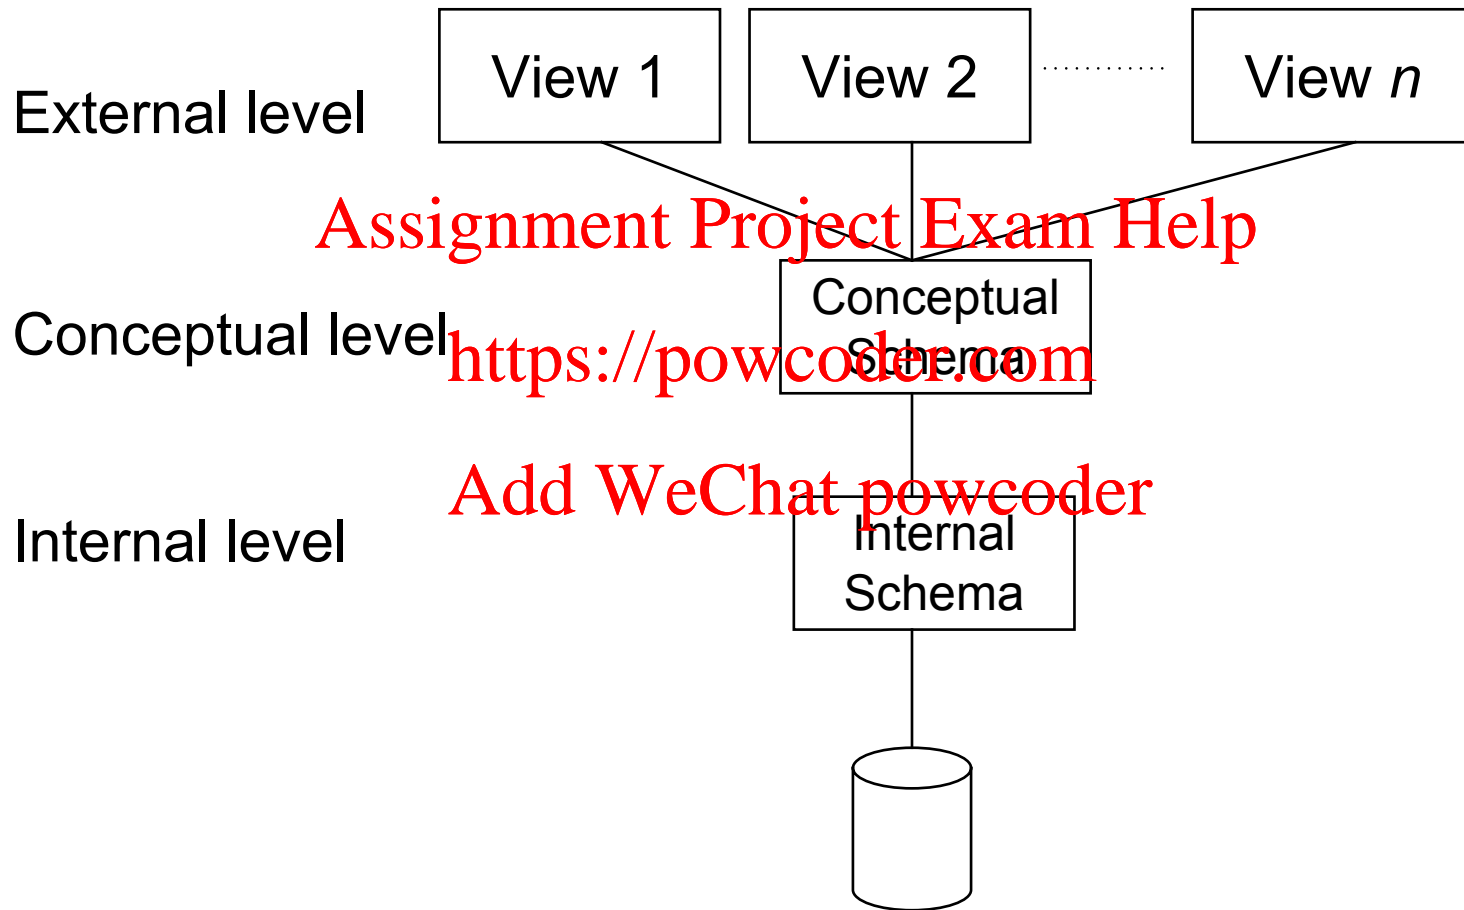 View 1
View 2
............
View n
External level
Assignment Project Exam Help
Conceptual
Schema
Conceptual level
https://powcoder.com
Add WeChat powcoder
Internal level
Internal
Schema